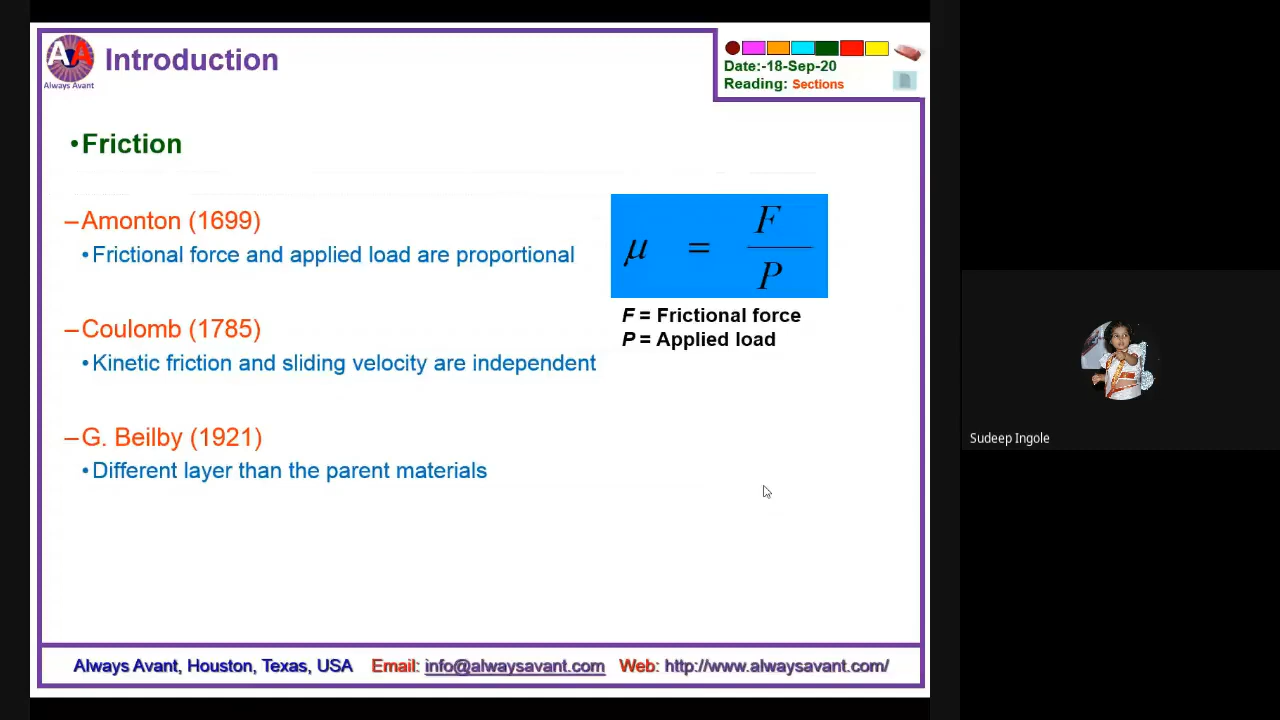 AVA
Always Avant
Introduction
Date:-18-Sep-20
Reading: Sections
•Friction
–Amonton (1699)
•Frictional force and applied load are proportional
μ = F
P
F = Frictional force
P = Applied load
–Coulomb (1785)
•Kinetic friction and sliding velocity are independent
–G. Beilby (1921)
•Different layer than the parent materials
Always Avant, Houston, Texas, USA Email: info@alwaysavant.com Web: http://www.alwaysavant.com/
Sudeep Ingole